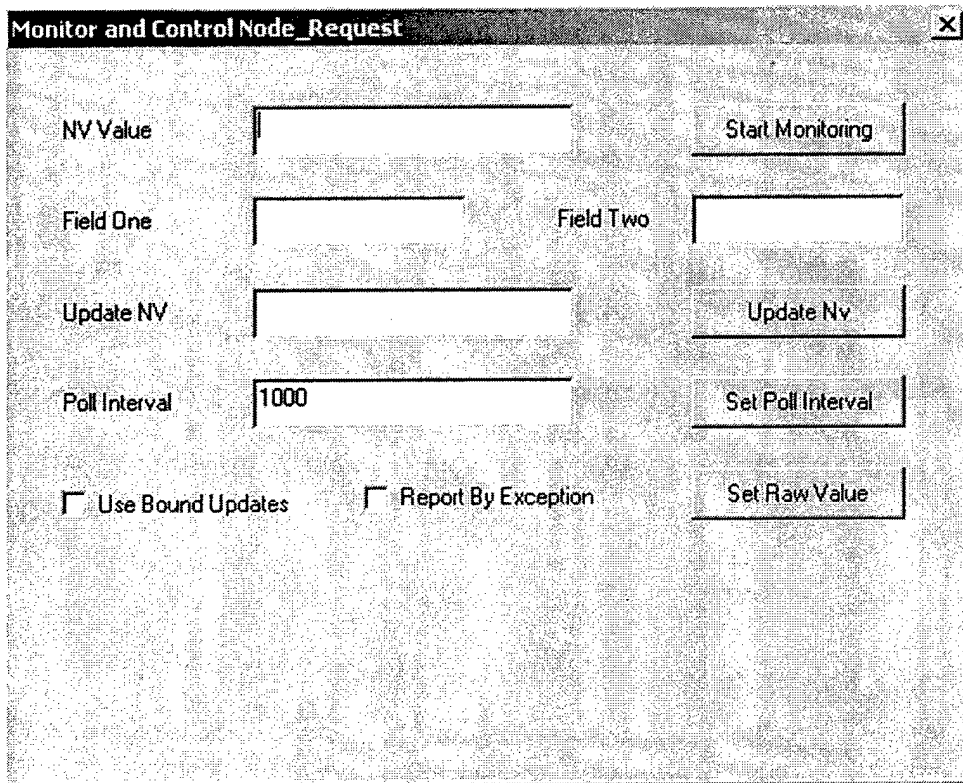 Monitor and Control Node_Request
NV Value
Start Monitoring
Field One
Field Two
Update NV
Update Nv
Poll Interval
1000
Set Poll Interval
Use Bound Updates
Report By Exception
Set Raw Value